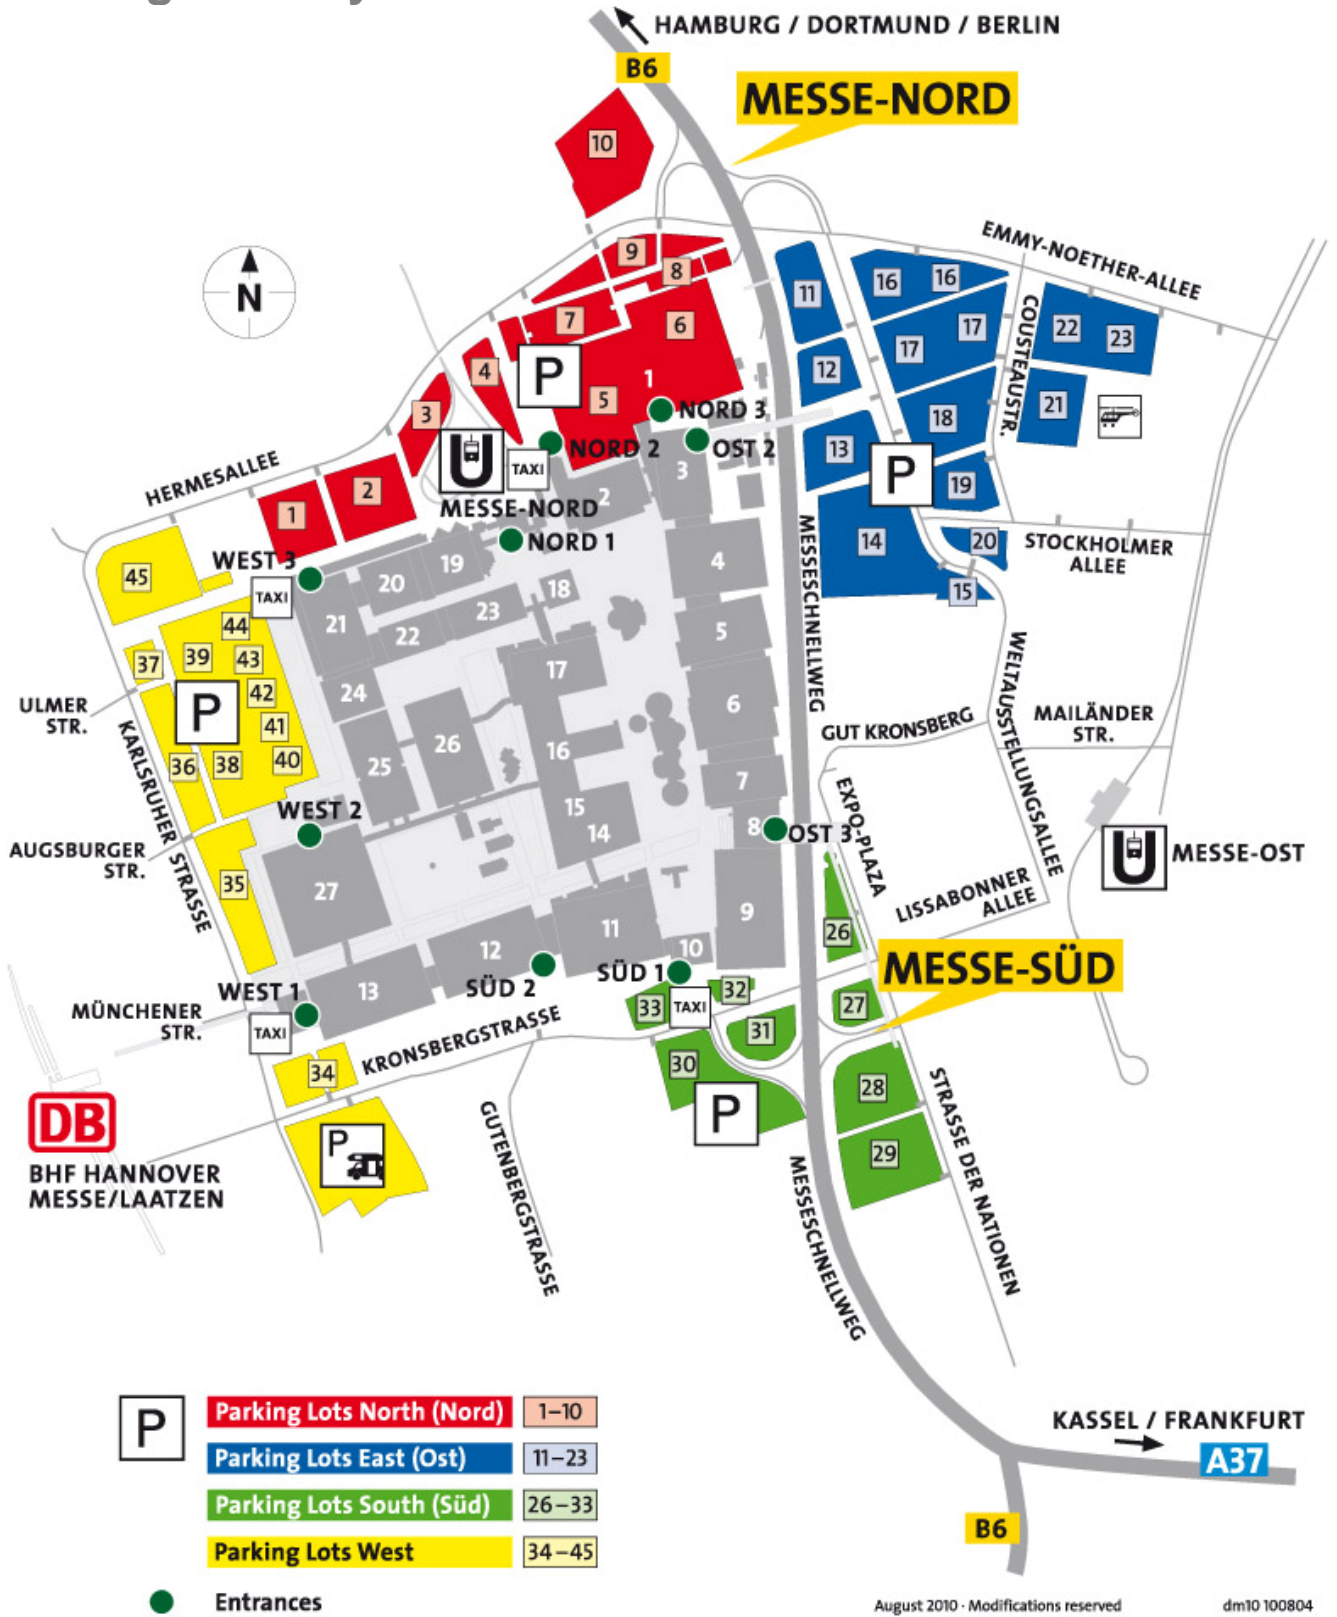 HAMBURG / DORTMUND / BERLIN
B6
MESSE-NORD
10
N
9
8
7
6
1
5
4
3
2
1
P
11
16
16
17
17
12
18
13
19
14
20
15
22
23
21
P
EMMY-NOETHER-ALLEE
COUSTEAUSTR.
STOCKHOLMER
ALLEE
HERMESALLEE
NORD 3
NORD 2
OST 2
U
TAXI
MESSE-NORD
NORD 1
WEST 3
TAXI
45
44
39
43
37
42
41
40
38
36
35
P
ULMER
STR.
KARLSRUHER STRASSE
AUGSBURGER
STR.
WEST 2
2
3
4
5
6
7
8
9
10
11
12
13
14
15
16
17
18
19
20
21
22
23
24
25
26
27
MESSESCHNELLWEG
WELTAUSSTELLUNGSALLEE
GUT KRONSBERG
MAILÄNDER
STR.
EXPO-PLAZA
OST 3
LISSABONNER
ALLEE
U
MESSE-OST
26
MESSE-SÜD
27
28
29
30
31
32
33
P
TAXI
SÜD 1
SÜD 2
WEST 1
TAXI
MÜNCHENER
STR.
34
P
KRONSBERGSTRASSE
GUTENBERGSTRASSE
DB
BHF HANNOVER
MESSE/LAATZEN
STRASSE DER NATIONEN
MESSESCHNELLWEG
KASSEL / FRANKFURT
A37
B6
P
Parking Lots North (Nord) 1–10
Parking Lots East (Ost) 11–23
Parking Lots South (Süd) 26–33
Parking Lots West 34–45
Entrances
August 2010 · Modifications reserved dm10 100804